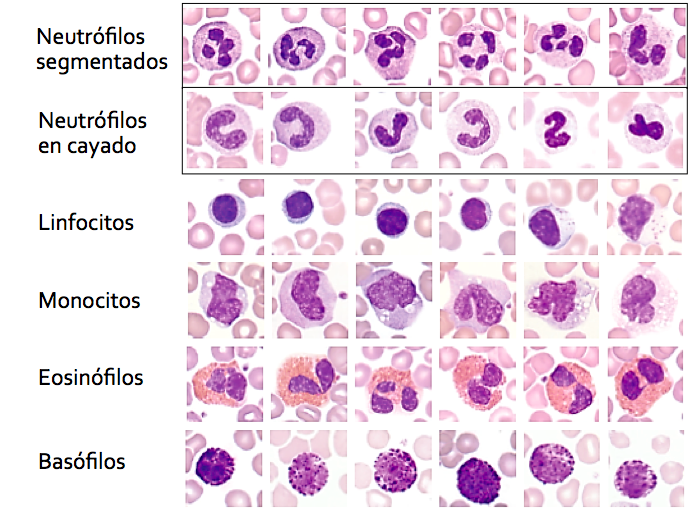 Neutrófilos
segmentados
Neutrófilos
en cayado
Linfocitos
Monocitos
Eosinófilos
Basófilos